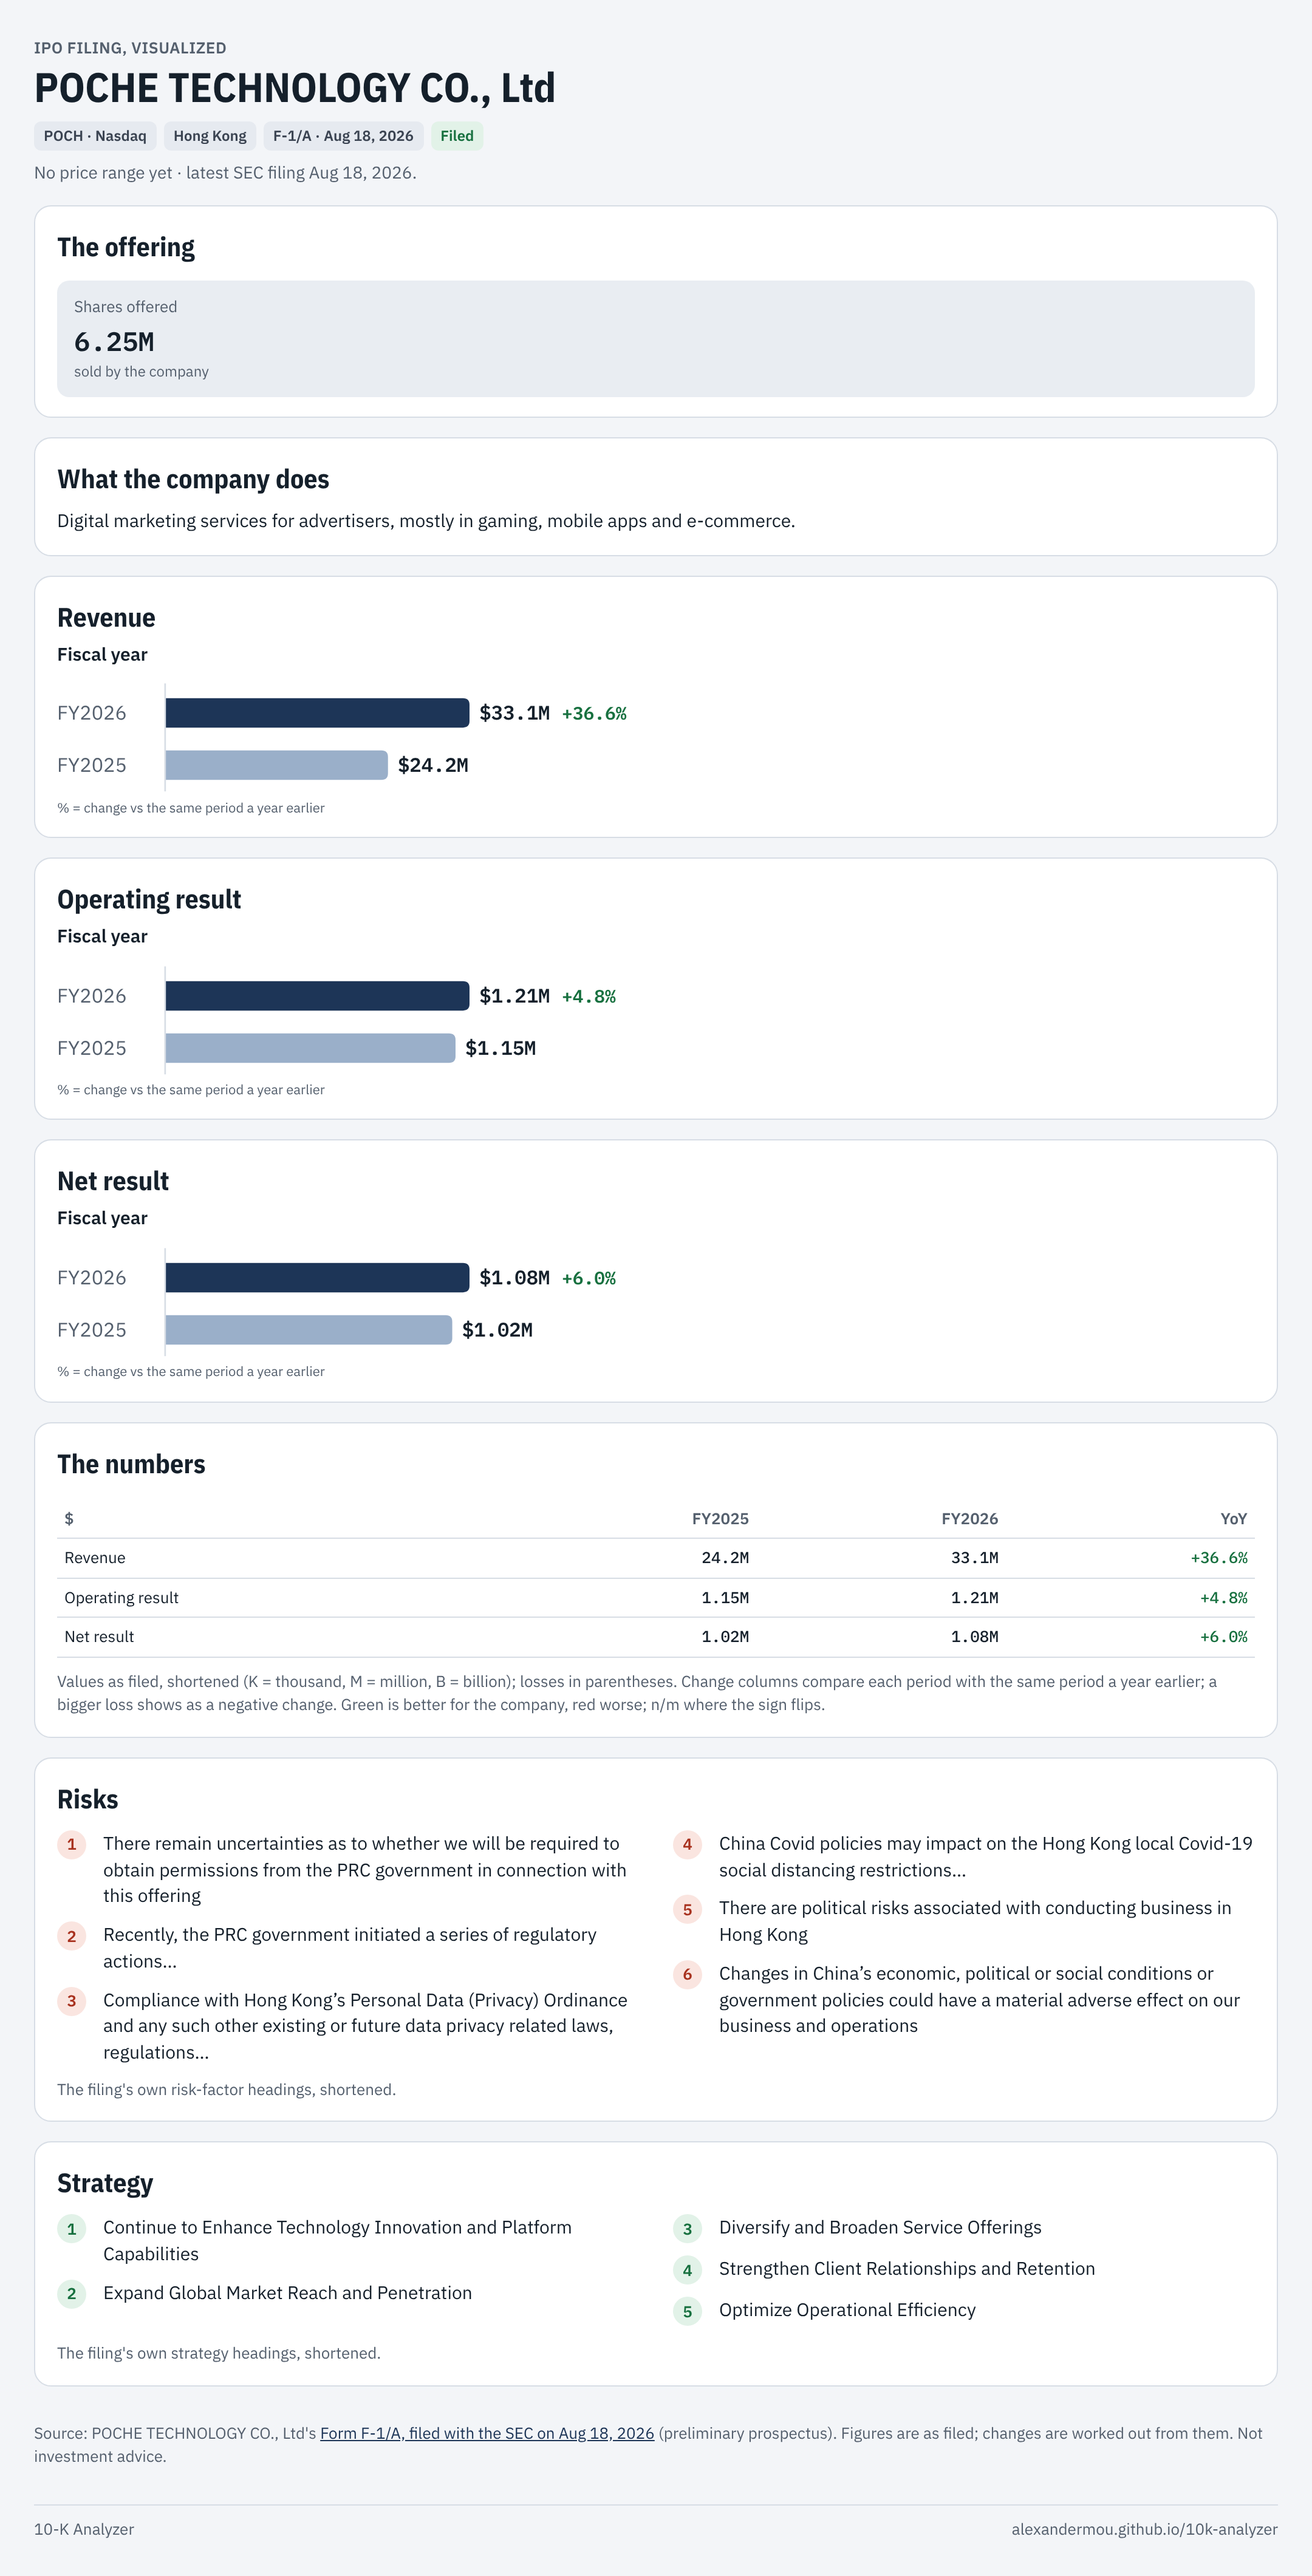 IPO FILING, VISUALIZED
POCHE TECHNOLOGY CO., Ltd
POCH · Nasdaq
Hong Kong
F-1/A · Aug 18, 2026
Filed
No price range yet · latest SEC filing Aug 18, 2026.
The offering
Shares offered
6.25M
sold by the company
What the company does
Digital marketing services for advertisers, mostly in gaming, mobile apps and e-commerce.
Revenue
Fiscal year
FY2026 $33.1M +36.6%
FY2025 $24.2M
% = change vs the same period a year earlier
Operating result
Fiscal year
FY2026 $1.21M +4.8%
FY2025 $1.15M
% = change vs the same period a year earlier
Net result
Fiscal year
FY2026 $1.08M +6.0%
FY2025 $1.02M
% = change vs the same period a year earlier
The numbers
$ FY2025 FY2026 YoY
Revenue 24.2M 33.1M +36.6%
Operating result 1.15M 1.21M +4.8%
Net result 1.02M 1.08M +6.0%
Values as filed, shortened (K = thousand, M = million, B = billion); losses in parentheses. Change columns compare each period with the same period a year earlier; a
bigger loss shows as a negative change. Green is better for the company, red worse; n/m where the sign flips.
Risks
1 There remain uncertainties as to whether we will be required to
obtain permissions from the PRC government in connection with
this offering
2 Recently, the PRC government initiated a series of regulatory
actions...
3 Compliance with Hong Kong’s Personal Data (Privacy) Ordinance
and any such other existing or future data privacy related laws,
regulations...
4 China Covid policies may impact on the Hong Kong local Covid-19
social distancing restrictions...
5 There are political risks associated with conducting business in
Hong Kong
6 Changes in China’s economic, political or social conditions or
government policies could have a material adverse effect on our
business and operations
The filing's own risk-factor headings, shortened.
Strategy
1 Continue to Enhance Technology Innovation and Platform
Capabilities
2 Expand Global Market Reach and Penetration
3 Diversify and Broaden Service Offerings
4 Strengthen Client Relationships and Retention
5 Optimize Operational Efficiency
The filing's own strategy headings, shortened.
Source: POCHE TECHNOLOGY CO., Ltd's Form F-1/A, filed with the SEC on Aug 18, 2026 (preliminary prospectus). Figures are as filed; changes are worked out from them. Not
investment advice.
10-K Analyzer
alexandermou.github.io/10k-analyzer